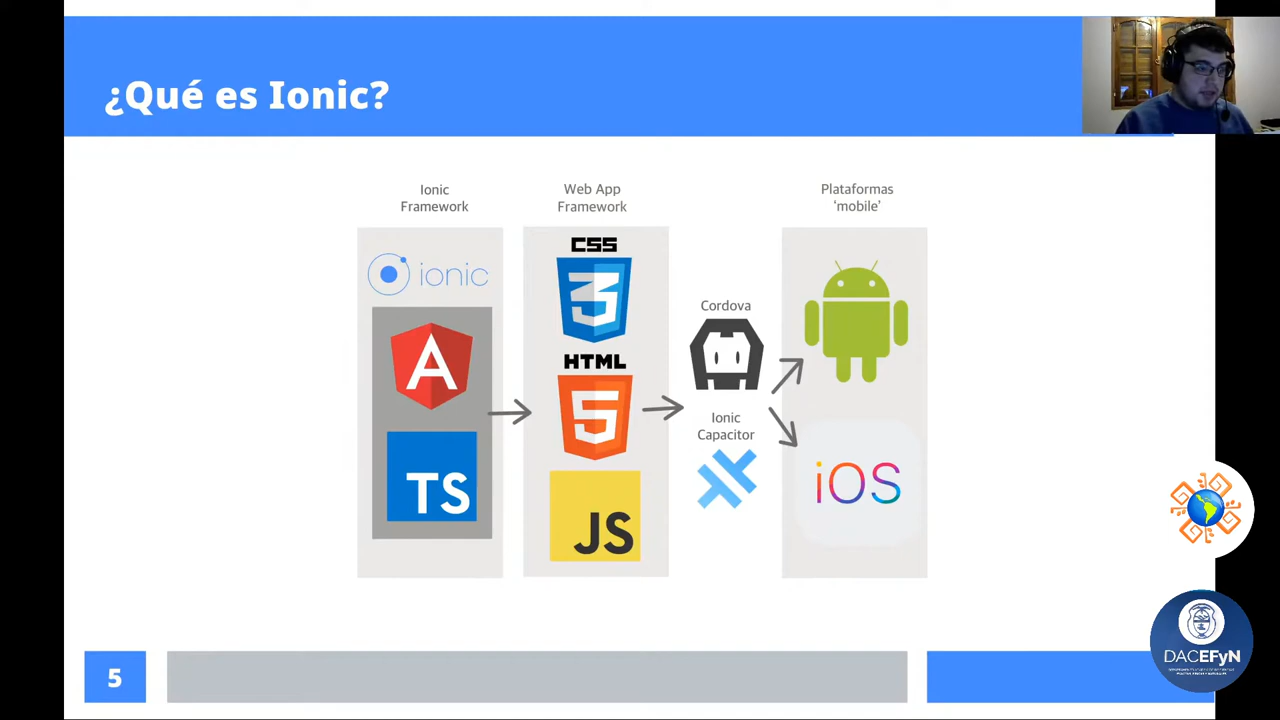 ¿Qué es Ionic?
Ionic
Framework
ionic
A
TS
Web App
Framework
CSS
3
HTML
5
JS
Cordova
Ionic
Capacitor
Plataformas
‘mobile’
iOS
5
DACEFyN